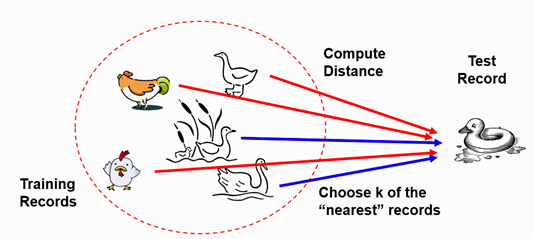 Compute
Distance
Test
Record
Training
Records
Choose k of the
“nearest” records